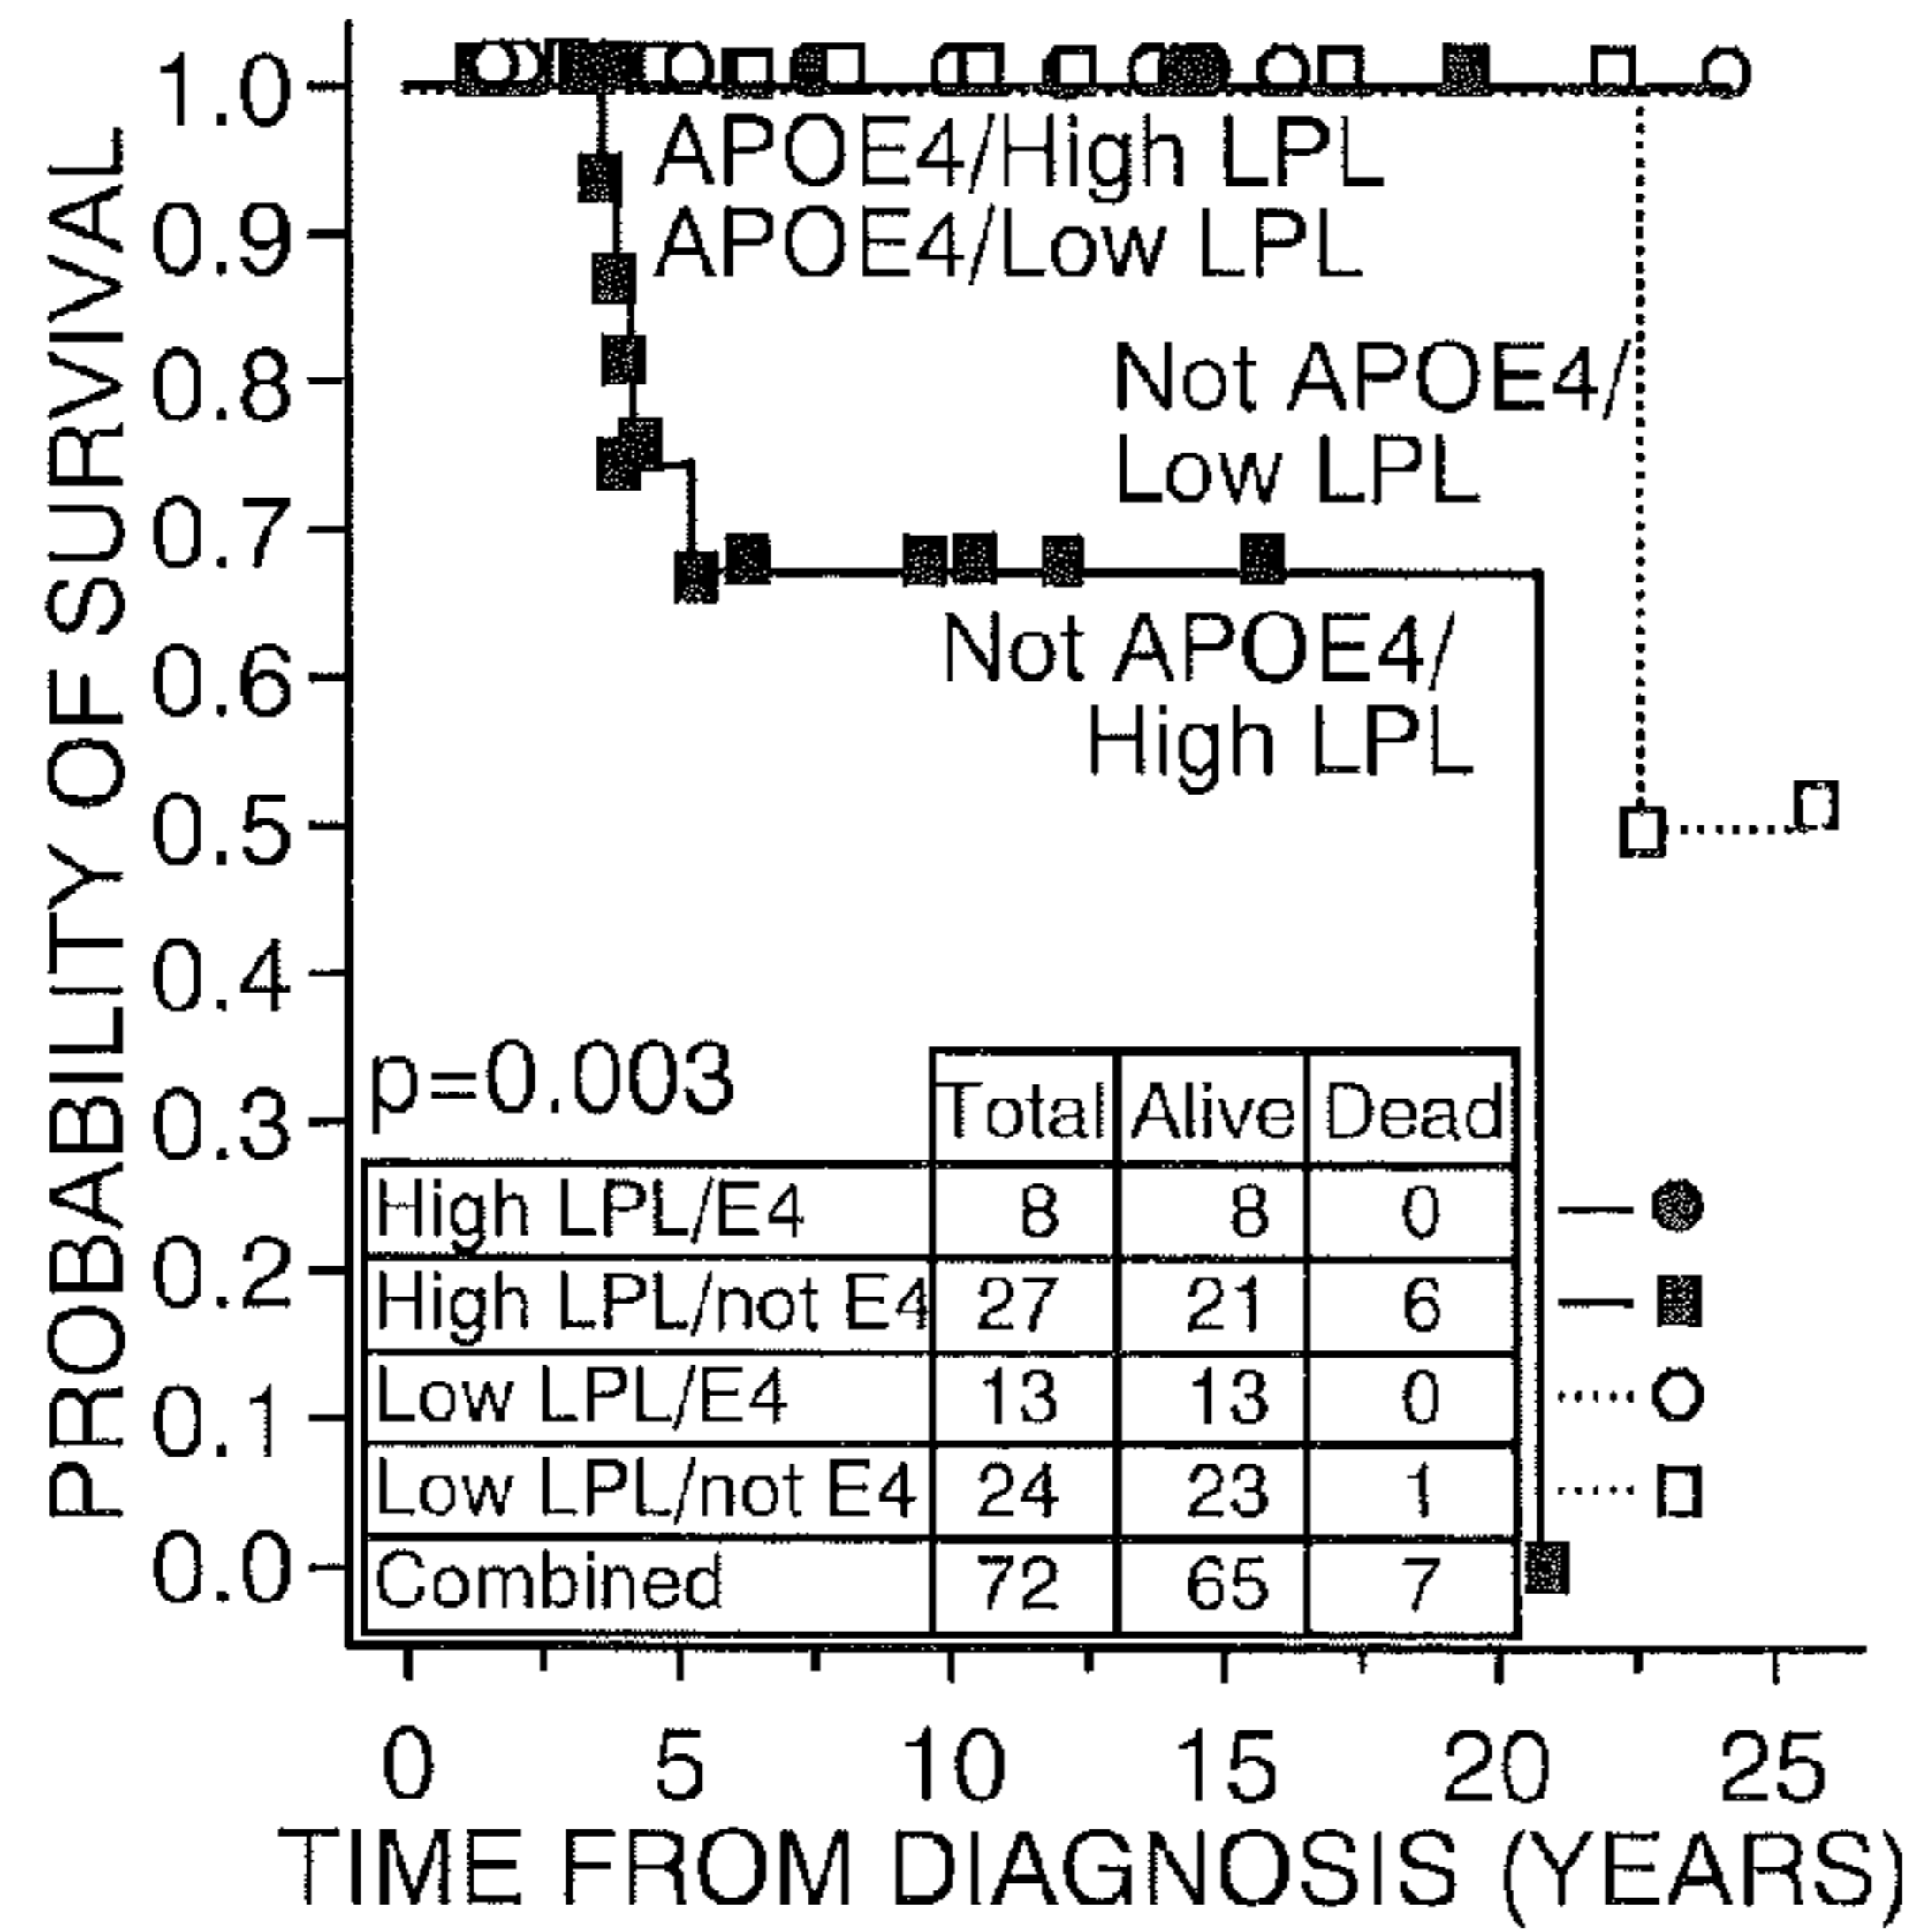 PROBABILITY OF SURVIVAL
1.0
0.9
0.8
0.7
0.6
0.5
0.4
0.3
0.2
0.1
0.0
APOE4/High LPL
APOE4/Low LPL
Not APOE4/
Low LPL
Not APOE4/
High LPL
p=0.003
Total Alive Dead
High LPL/E4 8 8 0
High LPL/not E4 27 21 6
Low LPL/E4 13 13 0
Low LPL/not E4 24 23 1
Combined 72 65 7
0 5 10 15 20 25
TIME FROM DIAGNOSIS (YEARS)